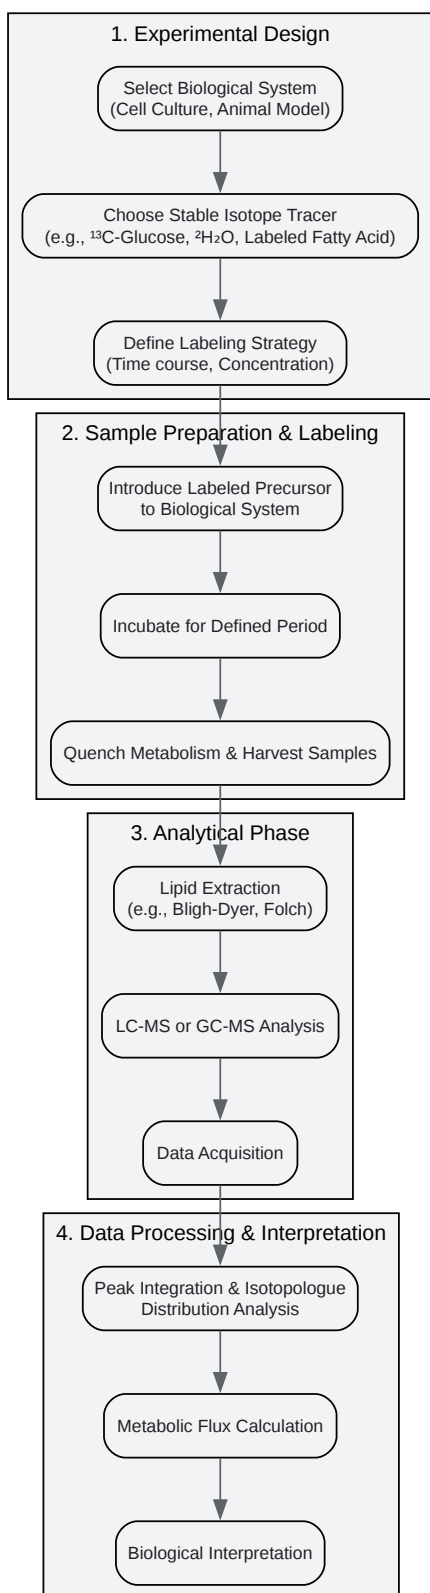 1. Experimental Design
Select Biological System
(Cell Culture, Animal Model)
Choose Stable Isotope Tracer
(e.g., ¹³C-Glucose, ²H₂O, Labeled Fatty Acid)
Define Labeling Strategy
(Time course, Concentration)
2. Sample Preparation & Labeling
Introduce Labeled Precursor
to Biological System
Incubate for Defined Period
Quench Metabolism & Harvest Samples
3. Analytical Phase
Lipid Extraction
(e.g., Bligh-Dyer, Folch)
LC-MS or GC-MS Analysis
Data Acquisition
4. Data Processing & Interpretation
Peak Integration & Isotopologue
Distribution Analysis
Metabolic Flux Calculation
Biological Interpretation